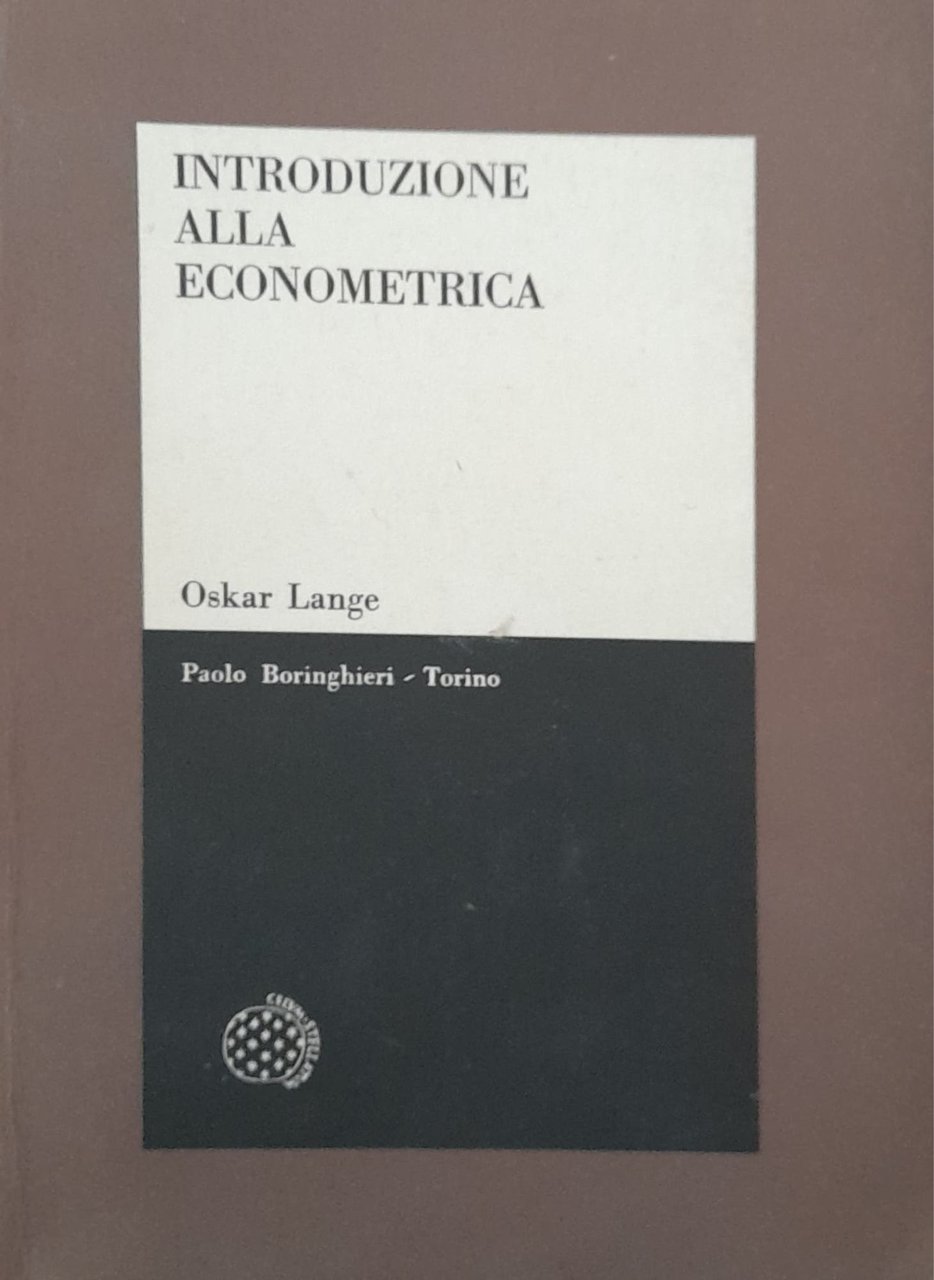 INTRODUZIONE
ALLA
ECONOMETRICA
Oskar Lange
Paolo Boringhieri - Torino